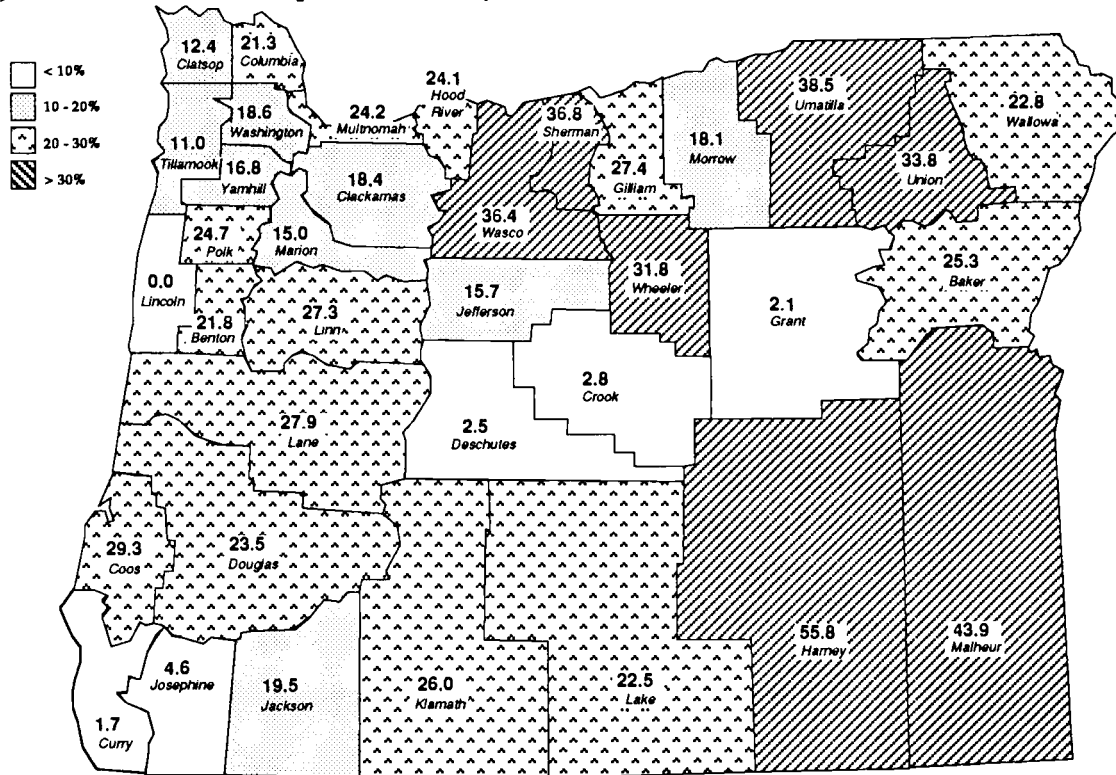 < 10%
10 - 20%
20 - 30%
> 30%
12.4
Clatsop
21.3
Columbia
18.6
Washington
11.0
Tillamook
16.8
Yamhill
24.2
Multnomah
24.1
Hood
River
18.4
Clackamas
36.8
Sherman
27.4
Gilliam
18.1
Morrow
38.5
Umatilla
33.8
Union
22.8
Wallowa
24.7
Polk
15.0
Marion
36.4
Wasco
31.8
Wheeler
25.3
Baker
0.0
Lincoln
21.8
Benton
27.3
Linn
15.7
Jefferson
2.1
Grant
2.8
Crook
27.9
Lane
2.5
Deschutes
29.3
Coos
23.5
Douglas
55.8
Harney
43.9
Malheur
4.6
Josephine
19.5
Jackson
26.0
Klamath
22.5
Lake
1.7
Curry